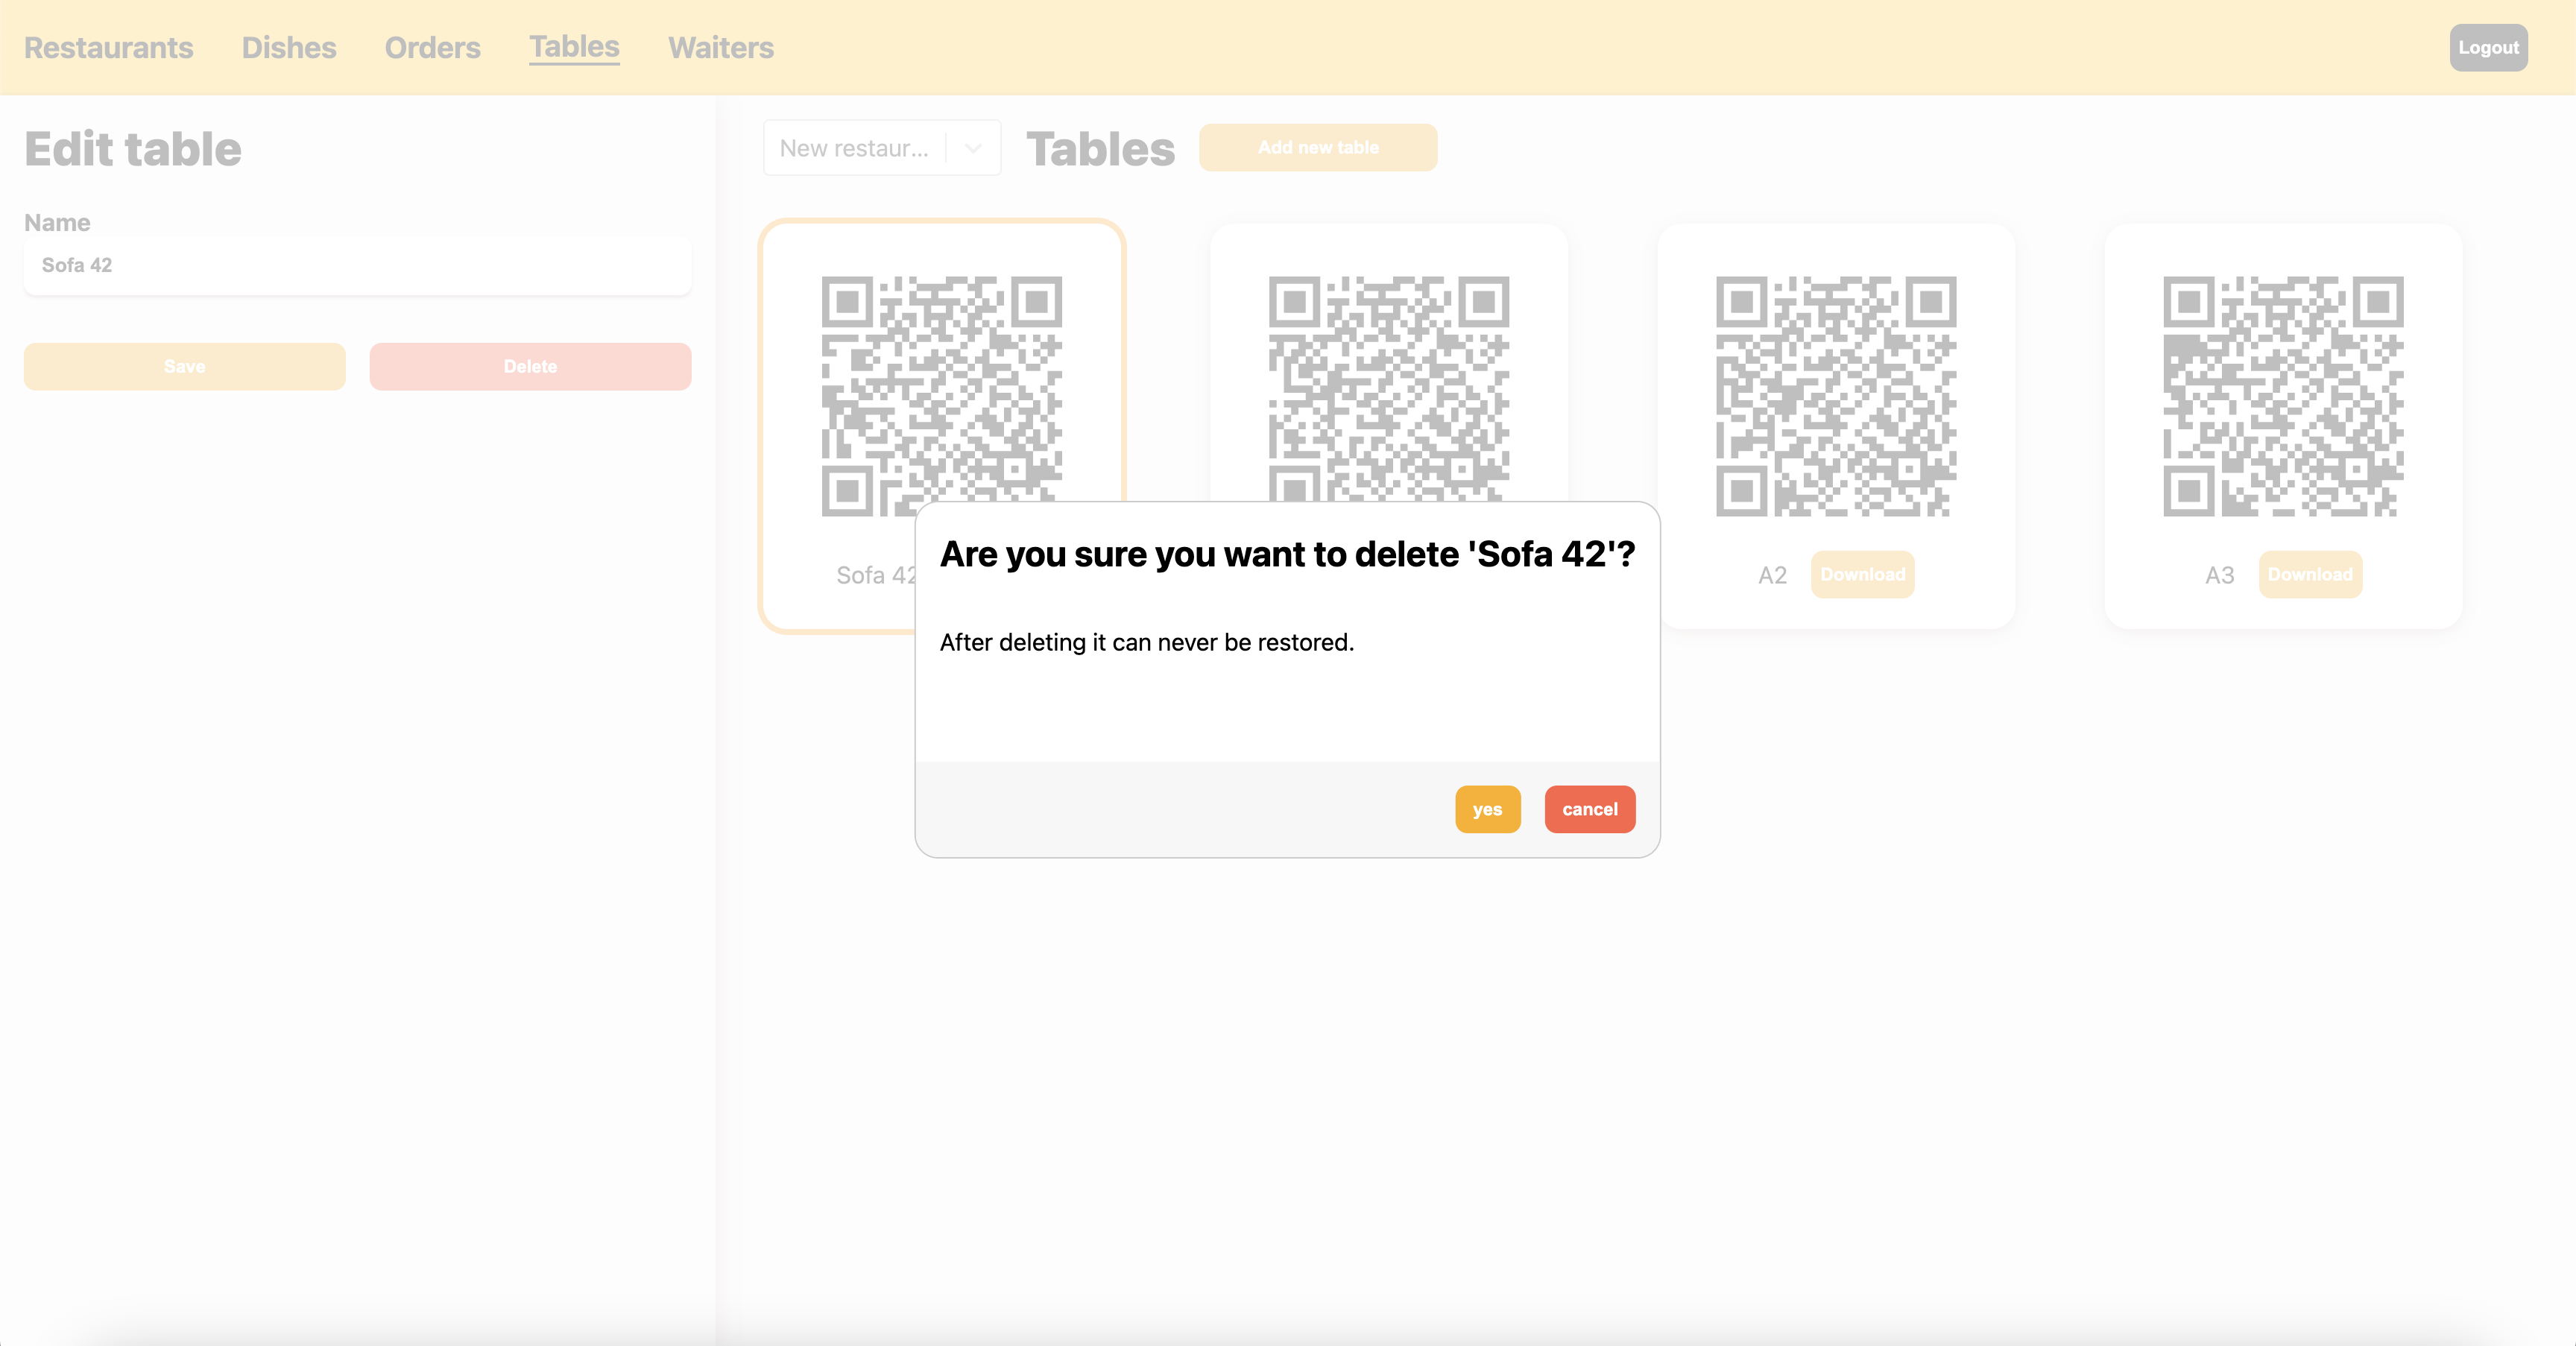 Restaurants Dishes Orders Tables Waiters Logout
Edit table
New restaur... Tables Add new table
Name
Sofa 42
Save Delete
Sofa 42
A2 Download
A3 Download
Are you sure you want to delete 'Sofa 42'?
After deleting it can never be restored.
yes cancel